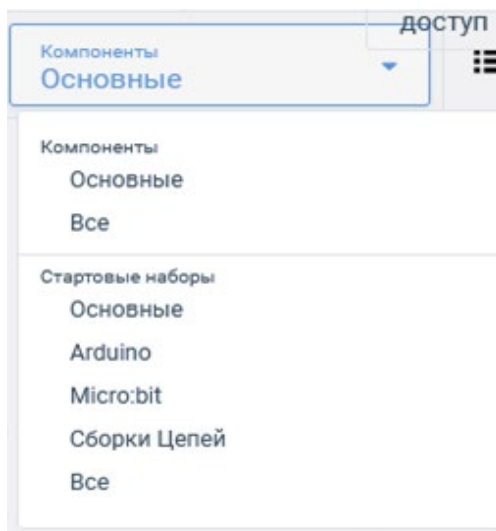 доступ
Компоненты
Основные
Компоненты
Основные
Все
Стартовые наборы
Основные
Arduino
Micro:bit
Сборки Цепей
Все